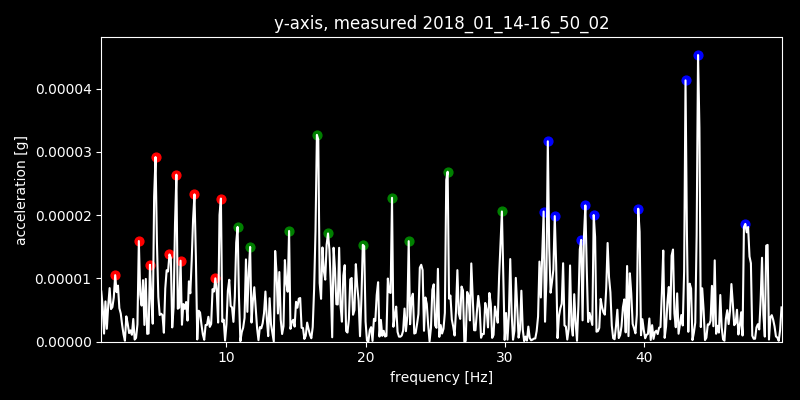 y-axis, measured 2018_01_14-16_50_02
acceleration [g]
0.00004
0.00003
0.00002
0.00001
0.00000
10 20 30 40
frequency [Hz]